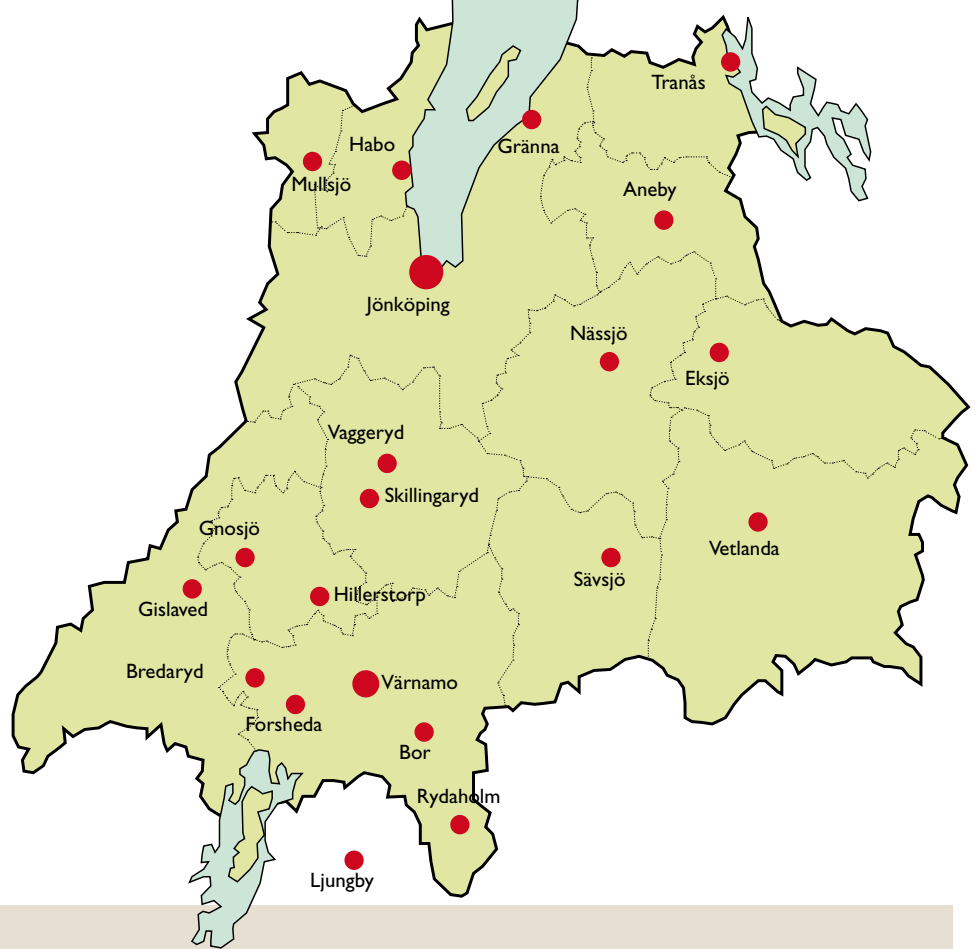 Tranås
Habo
Gränna
Mullsjö
Aneby
Jönköping
Nässjö
Eksjö
Vaggeryd
Skillingaryd
Gnosjö
Vetlanda
Sävsjö
Hillerstorp
Gislaved
Bredaryd
Värnamo
Forsheda
Bor
Rydaholm
Ljungby